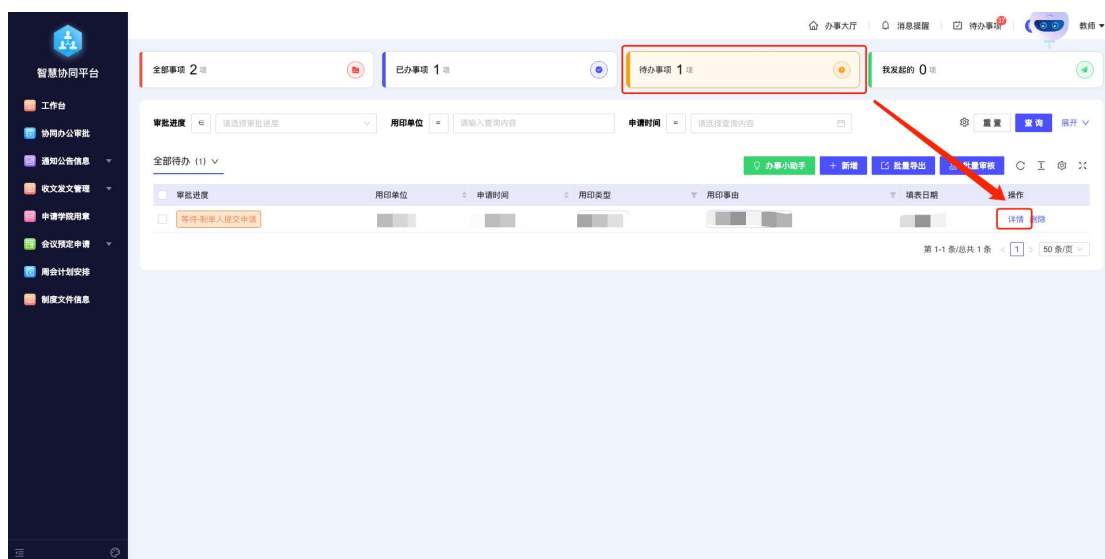 办事大厅 消息提醒 待办事项 37 教师
智慧协同平台
全部事项 2 项 已办事项 1 项 待办事项 1 项 我发起的 0 项
工作台
协同办公审批
通知公告信息
收文发文管理
申请学院用章
会议预定申请
周会计划安排
制度文件信息
审批进度 ∈ 请选择审批进度 用印单位 = 请输入查询内容 申请时间 = 请选择查询内容 重置 查询 展开
全部待办 (1) 办事小助手 + 新增 批量导出 批量审核
审批进度 用印单位 申请时间 用印类型 用印事由 填表日期 操作
等待-制单人提交申请 详情 删除
第 1-1 条/总共 1 条 < 1 > 50 条/页